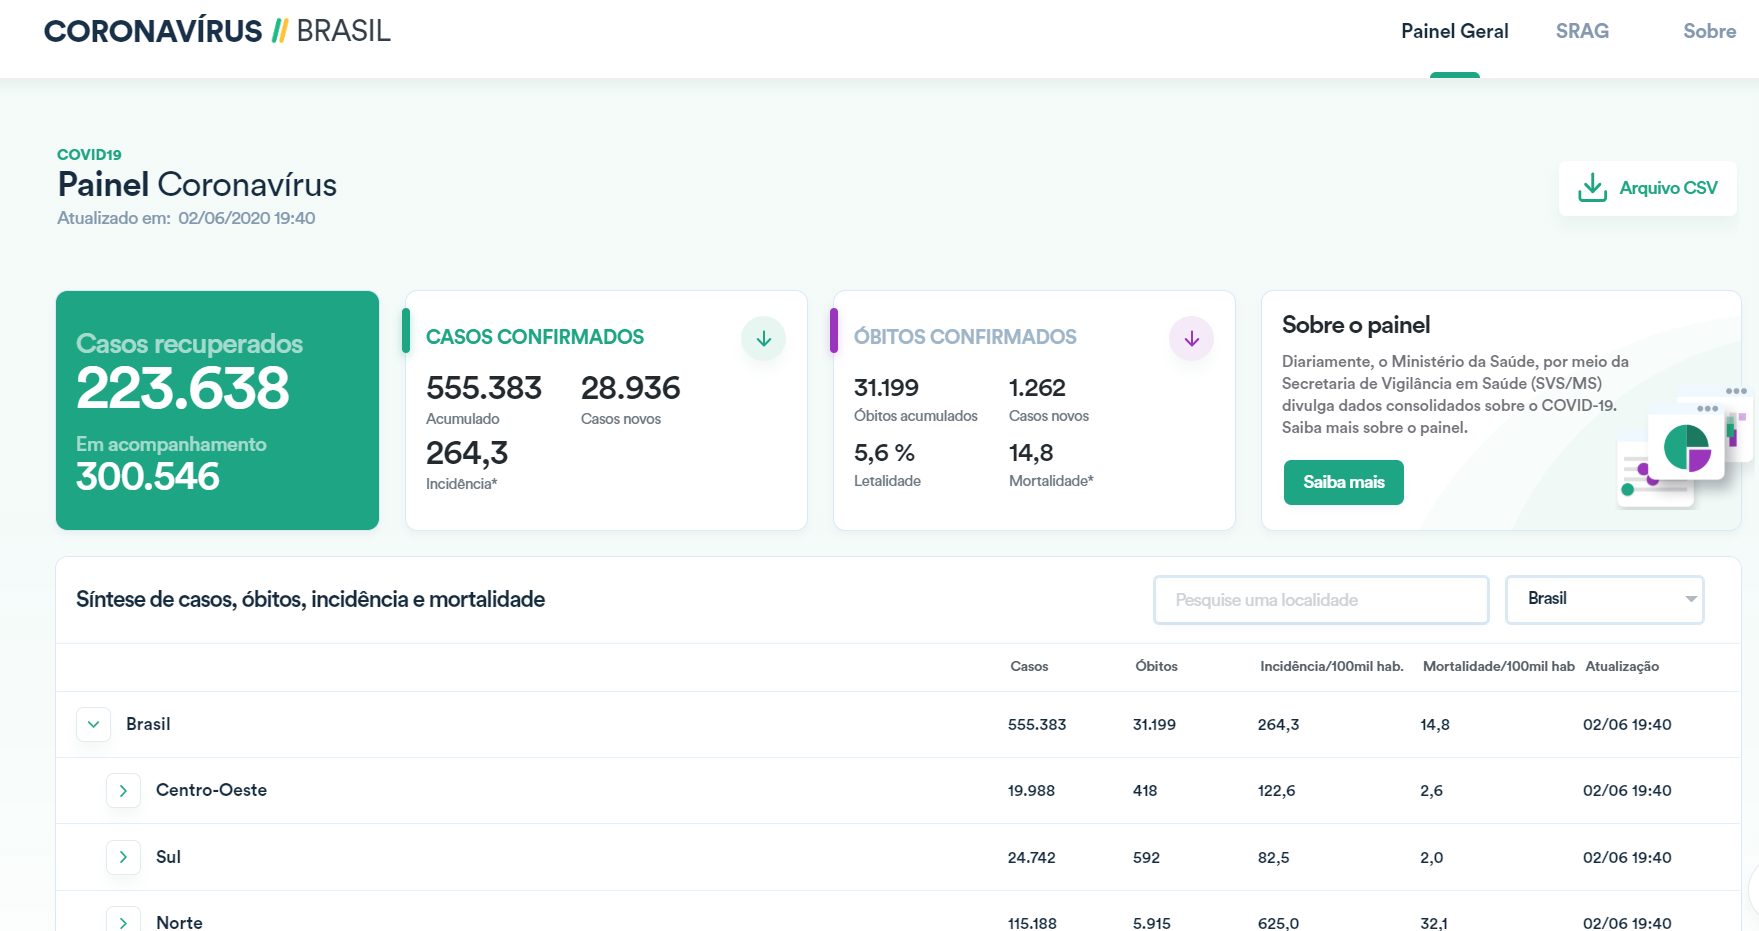 CORONAVÍRUS // BRASIL
Painel Geral SRAG Sobre
COVID19
Painel Coronavírus
Atualizado em: 02/06/2020 19:40
Arquivo CSV
Casos recuperados
223.638
Em acompanhamento
300.546
CASOS CONFIRMADOS
555.383 28.936
Acumulado Casos novos
264,3
Incidência*
ÓBITOS CONFIRMADOS
31.199 1.262
Óbitos acumulados Casos novos
5,6 % 14,8
Letalidade Mortalidade*
Sobre o painel
Diariamente, o Ministério da Saúde, por meio da
Secretaria de Vigilância em Saúde (SVS/MS)
divulga dados consolidados sobre o COVID-19.
Saiba mais sobre o painel.
Saiba mais
Síntese de casos, óbitos, incidência e mortalidade
Pesquise uma localidade
Brasil
Casos Óbitos Incidência/100mil hab. Mortalidade/100mil hab Atualização
Brasil 555.383 31.199 264,3 14,8 02/06 19:40
Centro-Oeste 19.988 418 122,6 2,6 02/06 19:40
Sul 24.742 592 82,5 2,0 02/06 19:40
Norte 115.188 5.915 625,0 32,1 02/06 19:40